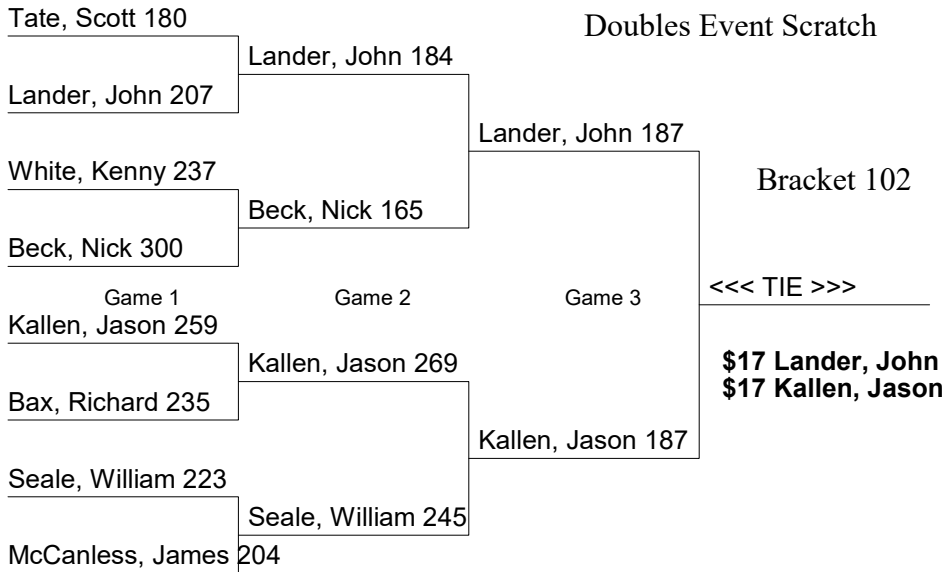 Tate, Scott 180
Doubles Event Scratch
Lander, John 184
Lander, John 207
Lander, John 187
White, Kenny 237
Bracket 102
Beck, Nick 165
Beck, Nick 300
Game 1
Game 2
Game 3
<<< TIE >>>
Kallen, Jason 259
Kallen, Jason 269
$17 Lander, John
$17 Kallen, Jason
Bax, Richard 235
Kallen, Jason 187
Seale, William 223
Seale, William 245
McCanless, James 204